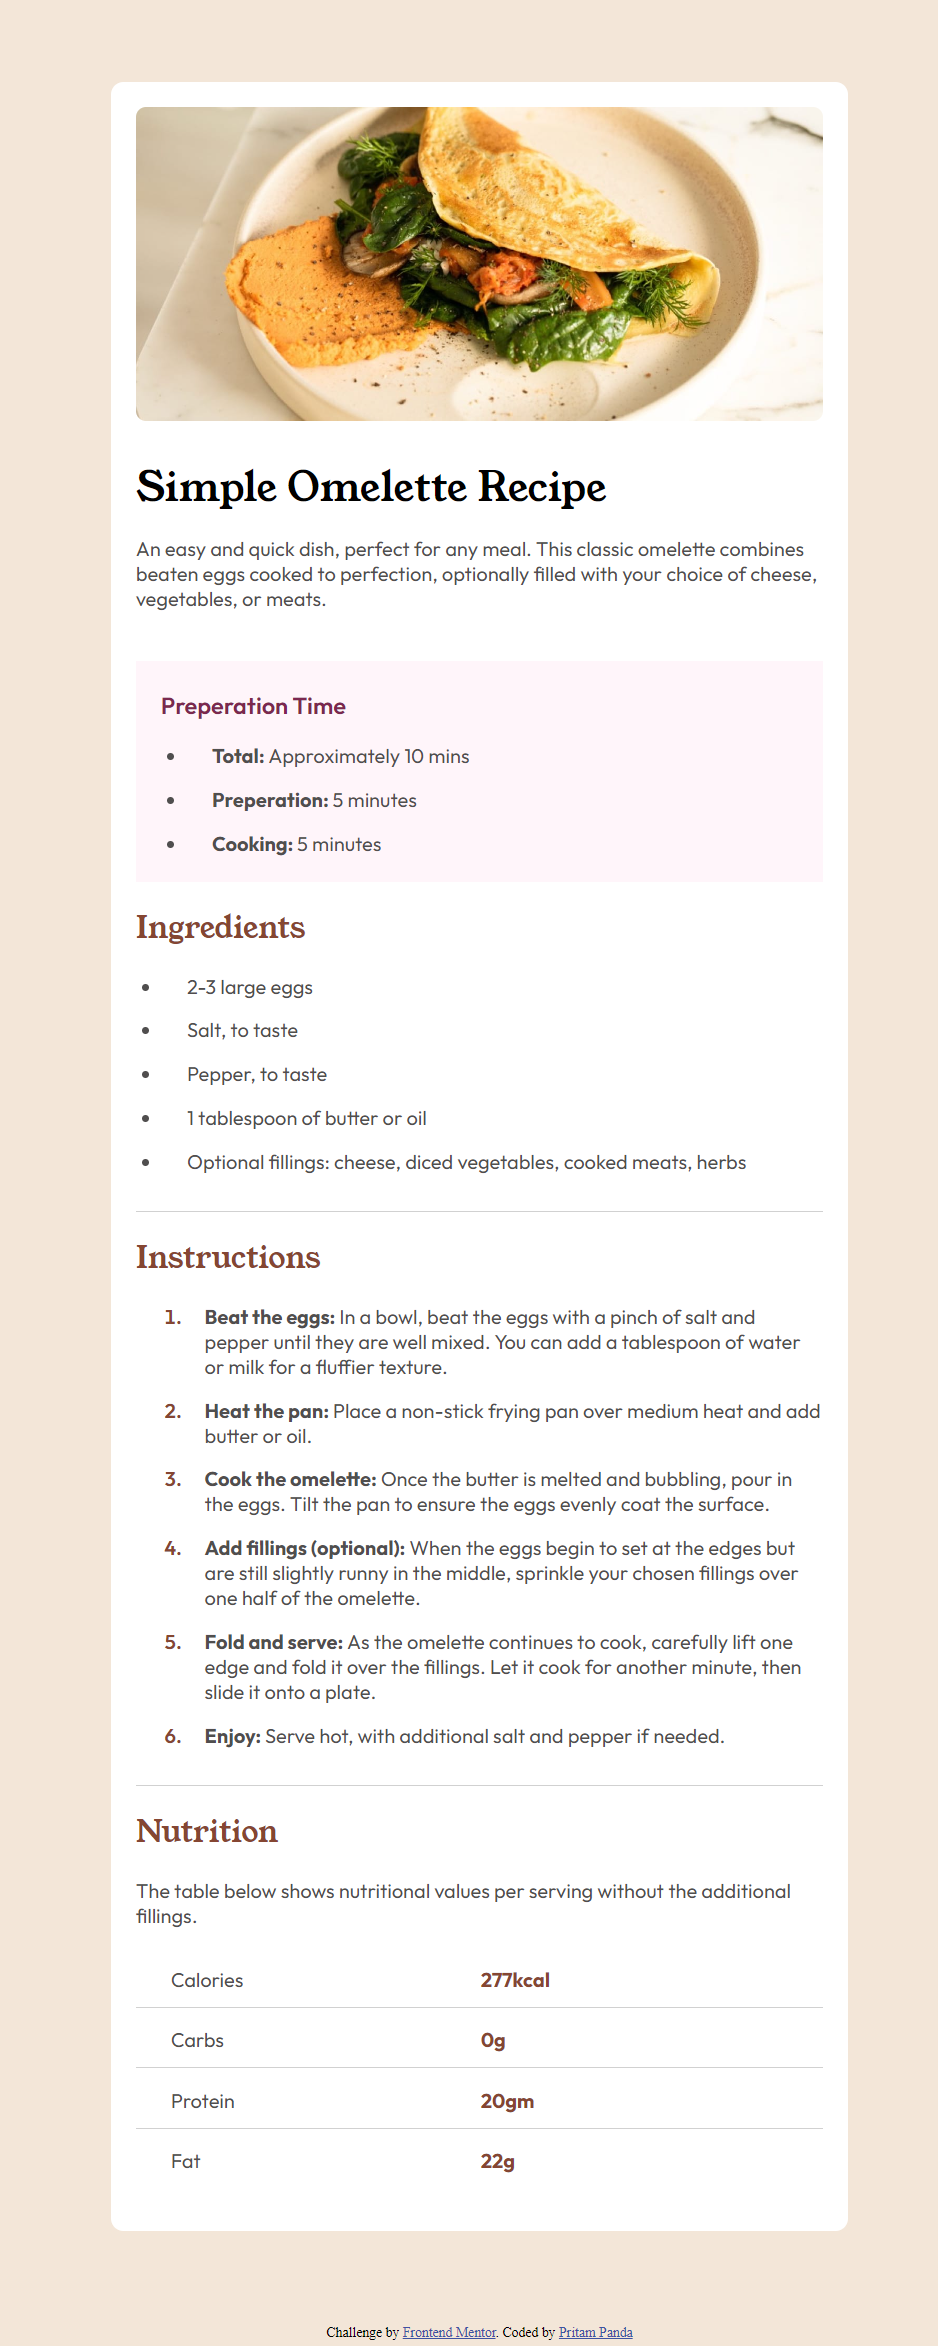 Simple Omelette Recipe
An easy and quick dish, perfect for any meal. This classic omelette combines
beaten eggs cooked to perfection, optionally filled with your choice of cheese,
vegetables, or meats.
Preperation Time
• Total: Approximately 10 mins
• Preperation: 5 minutes
• Cooking: 5 minutes
Ingredients
• 2-3 large eggs
• Salt, to taste
• Pepper, to taste
• 1 tablespoon of butter or oil
• Optional fillings: cheese, diced vegetables, cooked meats, herbs
Instructions
1. Beat the eggs: In a bowl, beat the eggs with a pinch of salt and
pepper until they are well mixed. You can add a tablespoon of water
or milk for a fluffier texture.
2. Heat the pan: Place a non-stick frying pan over medium heat and add
butter or oil.
3. Cook the omelette: Once the butter is melted and bubbling, pour in
the eggs. Tilt the pan to ensure the eggs evenly coat the surface.
4. Add fillings (optional): When the eggs begin to set at the edges but
are still slightly runny in the middle, sprinkle your chosen fillings over
one half of the omelette.
5. Fold and serve: As the omelette continues to cook, carefully lift one
edge and fold it over the fillings. Let it cook for another minute, then
slide it onto a plate.
6. Enjoy: Serve hot, with additional salt and pepper if needed.
Nutrition
The table below shows nutritional values per serving without the additional
fillings.
Calories 277kcal
Carbs 0g
Protein 20gm
Fat 22g
Challenge by Frontend Mentor. Coded by Pritam Panda